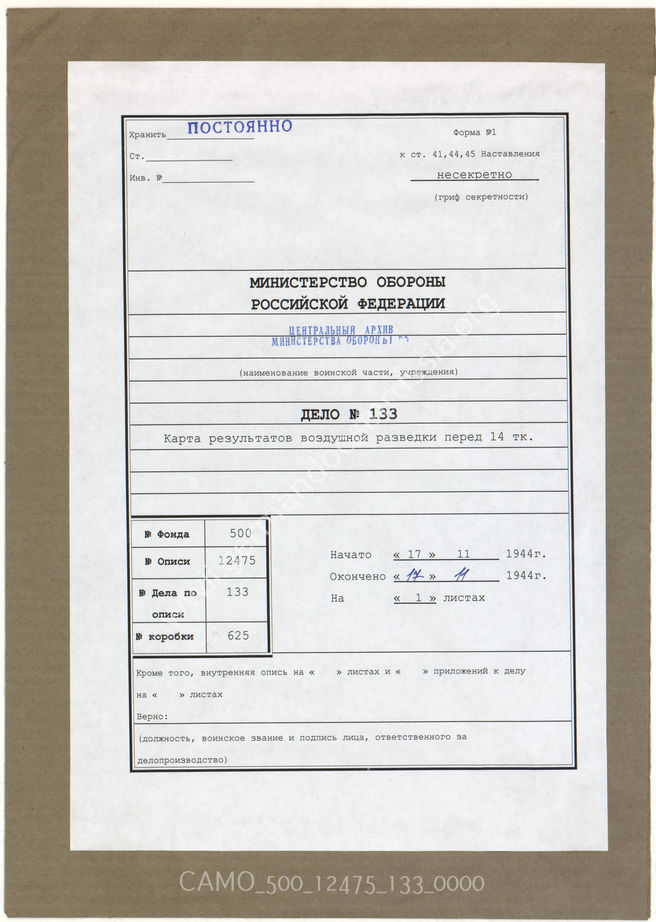 Хранить ПОСТОЯННО
Форма №1
Ст.
к ст. 41,44,45 Наставления
Инв. №
несекретно
(гриф секретности)
МИНИСТЕРСТВО ОБОРОНЫ
РОССИЙСКОЙ ФЕДЕРАЦИИ
ЦЕНТРАЛЬНЫЙ АРХИВ
МИНИСТЕРСТВА ОБОРОНЫ
(наименование воинской части, учреждения)
ДЕЛО № 133
Карта результатов воздушной разведки перед 14 тк.
№ Фонда 500
№ Описи 12475
№ Дела по описи 133
№ коробки 625
Начато « 17 » 11 1944г.
Окончено « 17 » 11 1944г.
На « 1 » листах
Кроме того, внутренняя опись на « » листах и « » приложений к делу
на « » листах
Верно:
(должность, воинское звание и подпись лица, ответственного за
делопроизводство)
CAMO_500_12475_133_0000